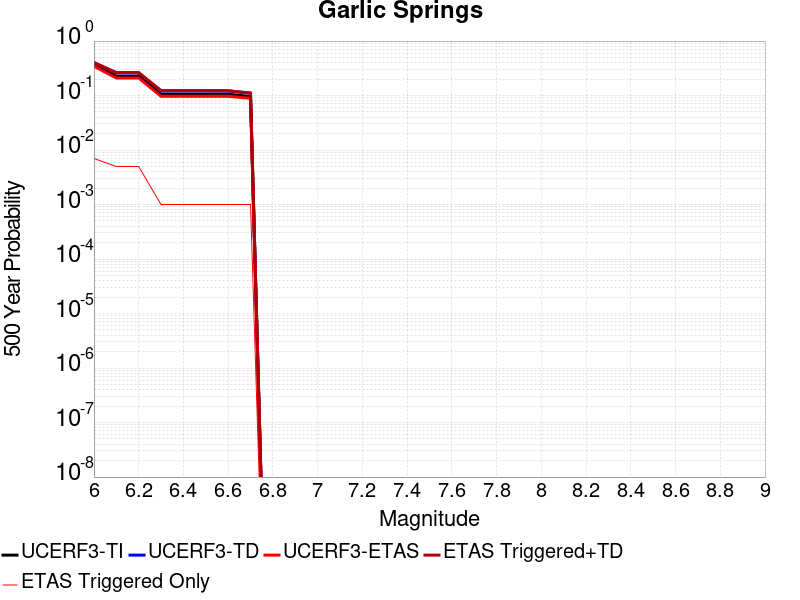 Garlic Springs
10^0
10^-1
10^-2
10^-3
10^-4
10^-5
10^-6
10^-7
10^-8
500 Year Probability
6 6.2 6.4 6.6 6.8 7 7.2 7.4 7.6 7.8 8 8.2 8.4 8.6 8.8 9
Magnitude
UCERF3-TI UCERF3-TD UCERF3-ETAS ETAS Triggered+TD
ETAS Triggered Only